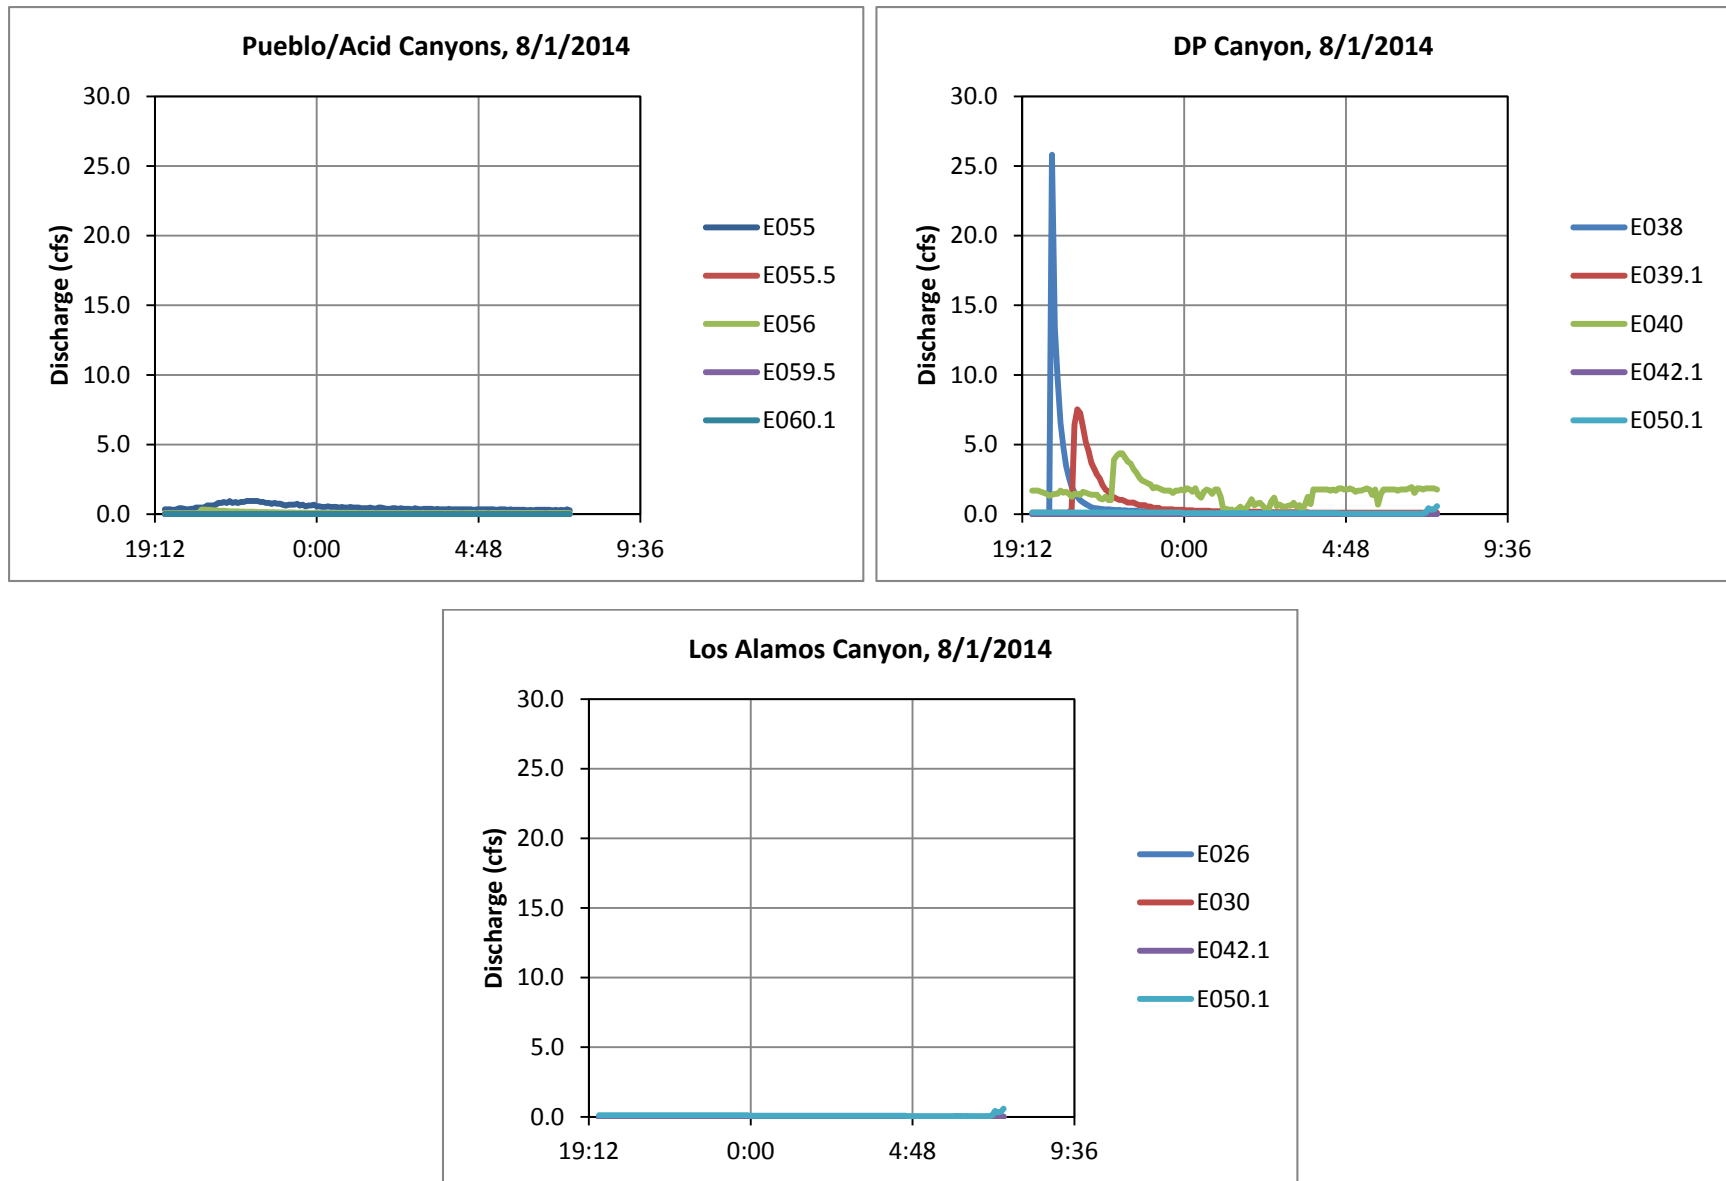 Pueblo/Acid Canyons, 8/1/2014
Discharge (cfs)
30.0
25.0
20.0
15.0
10.0
5.0
0.0
19:12 0:00 4:48 9:36
E055
E055.5
E056
E059.5
E060.1
DP Canyon, 8/1/2014
Discharge (cfs)
30.0
25.0
20.0
15.0
10.0
5.0
0.0
19:12 0:00 4:48 9:36
E038
E039.1
E040
E042.1
E050.1
Los Alamos Canyon, 8/1/2014
Discharge (cfs)
30.0
25.0
20.0
15.0
10.0
5.0
0.0
19:12 0:00 4:48 9:36
E026
E030
E042.1
E050.1